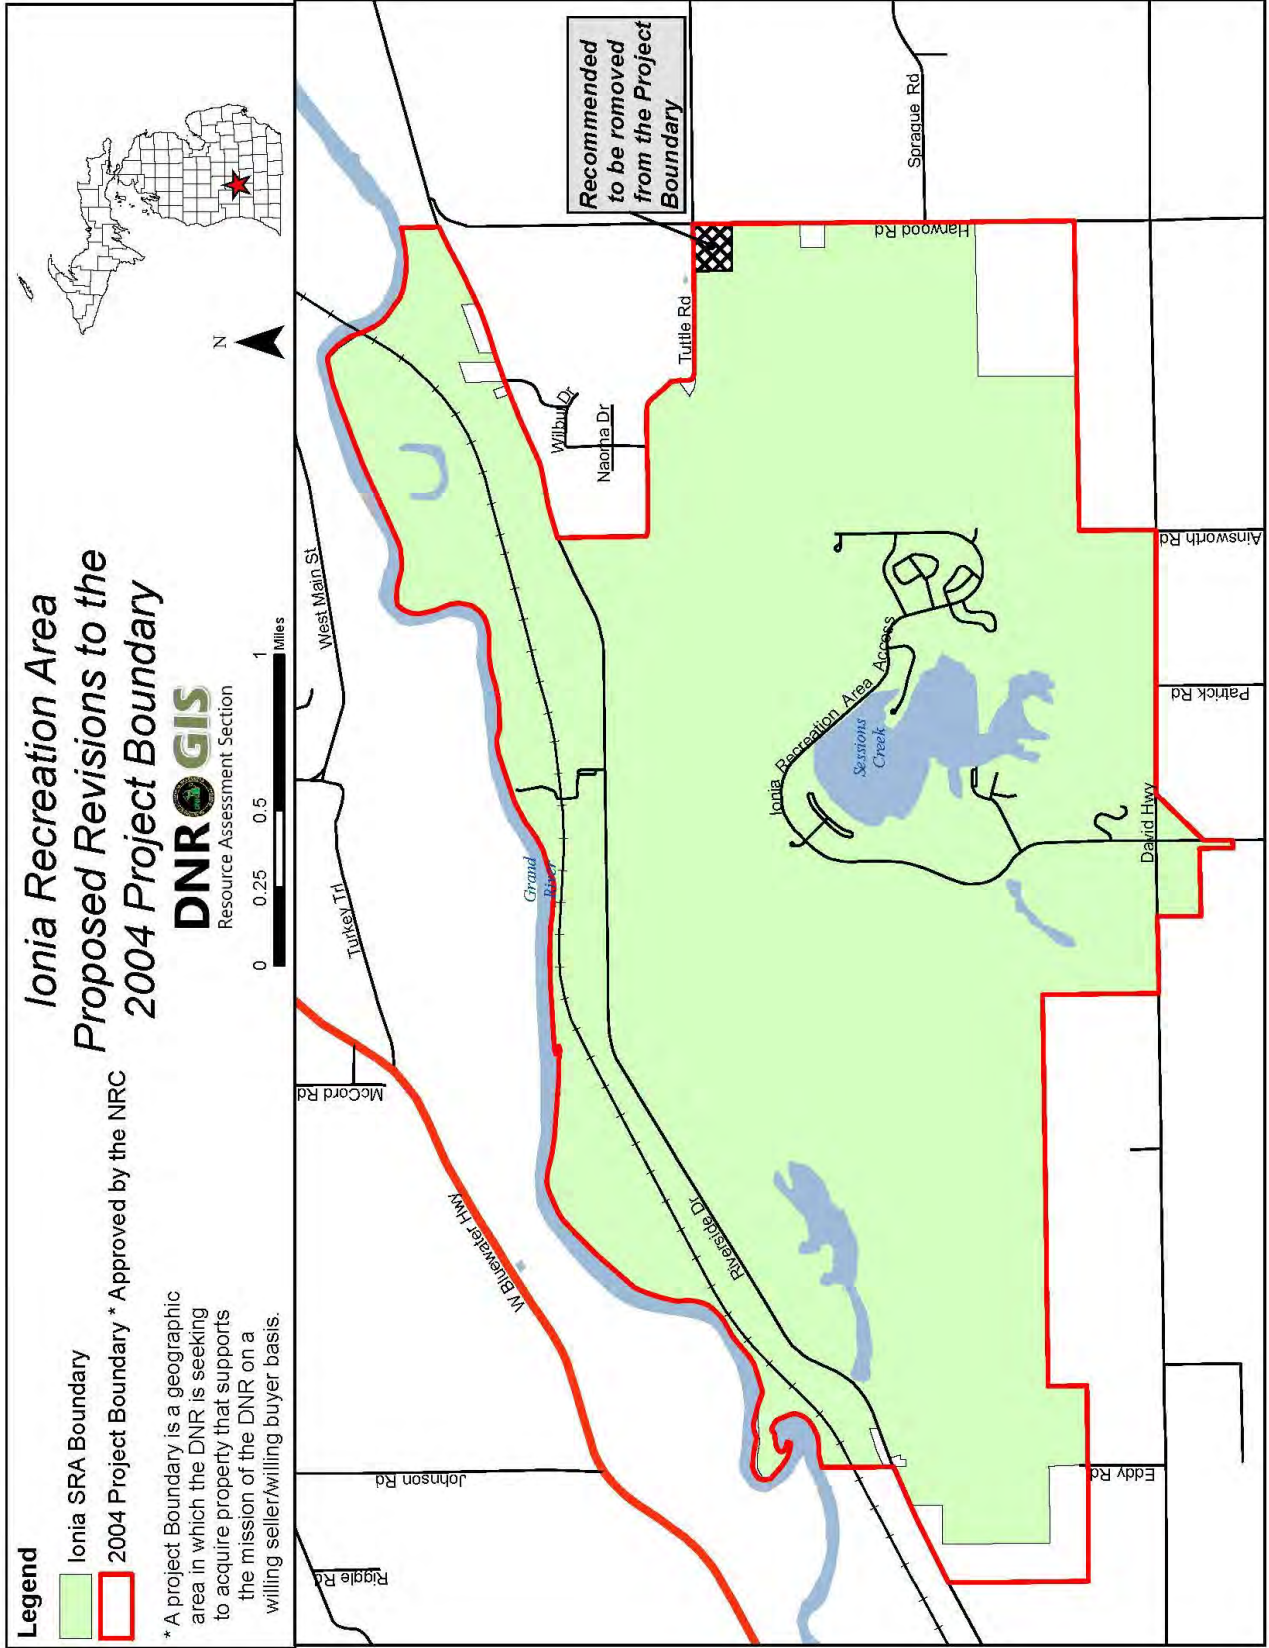 Ionia Recreation Area
Proposed Revisions to the
2004 Project Boundary
DNR GIS
Resource Assessment Section
0 0.25 0.5 1
Miles
N
Legend
Ionia SRA Boundary
2004 Project Boundary * Approved by the NRC
* A project Boundary is a geographic
area in which the DNR is seeking
to acquire property that supports
the mission of the DNR on a
willing seller/willing buyer basis.
Recommended
to be romoved
from the Project
Boundary
Riggle Rd
Johnson Rd
McCord Rd
W Bluewater Hwy
Turkey Trl
West Main St
Grand
River
Riverside Dr
Wilbur Dr
Naoma Dr
Tuttle Rd
Harwood Rd
Sprague Rd
Ionia Recreation Area Access
Sessions
Creek
David Hwy
Eddy Rd
Patrick Rd
Ainsworth Rd